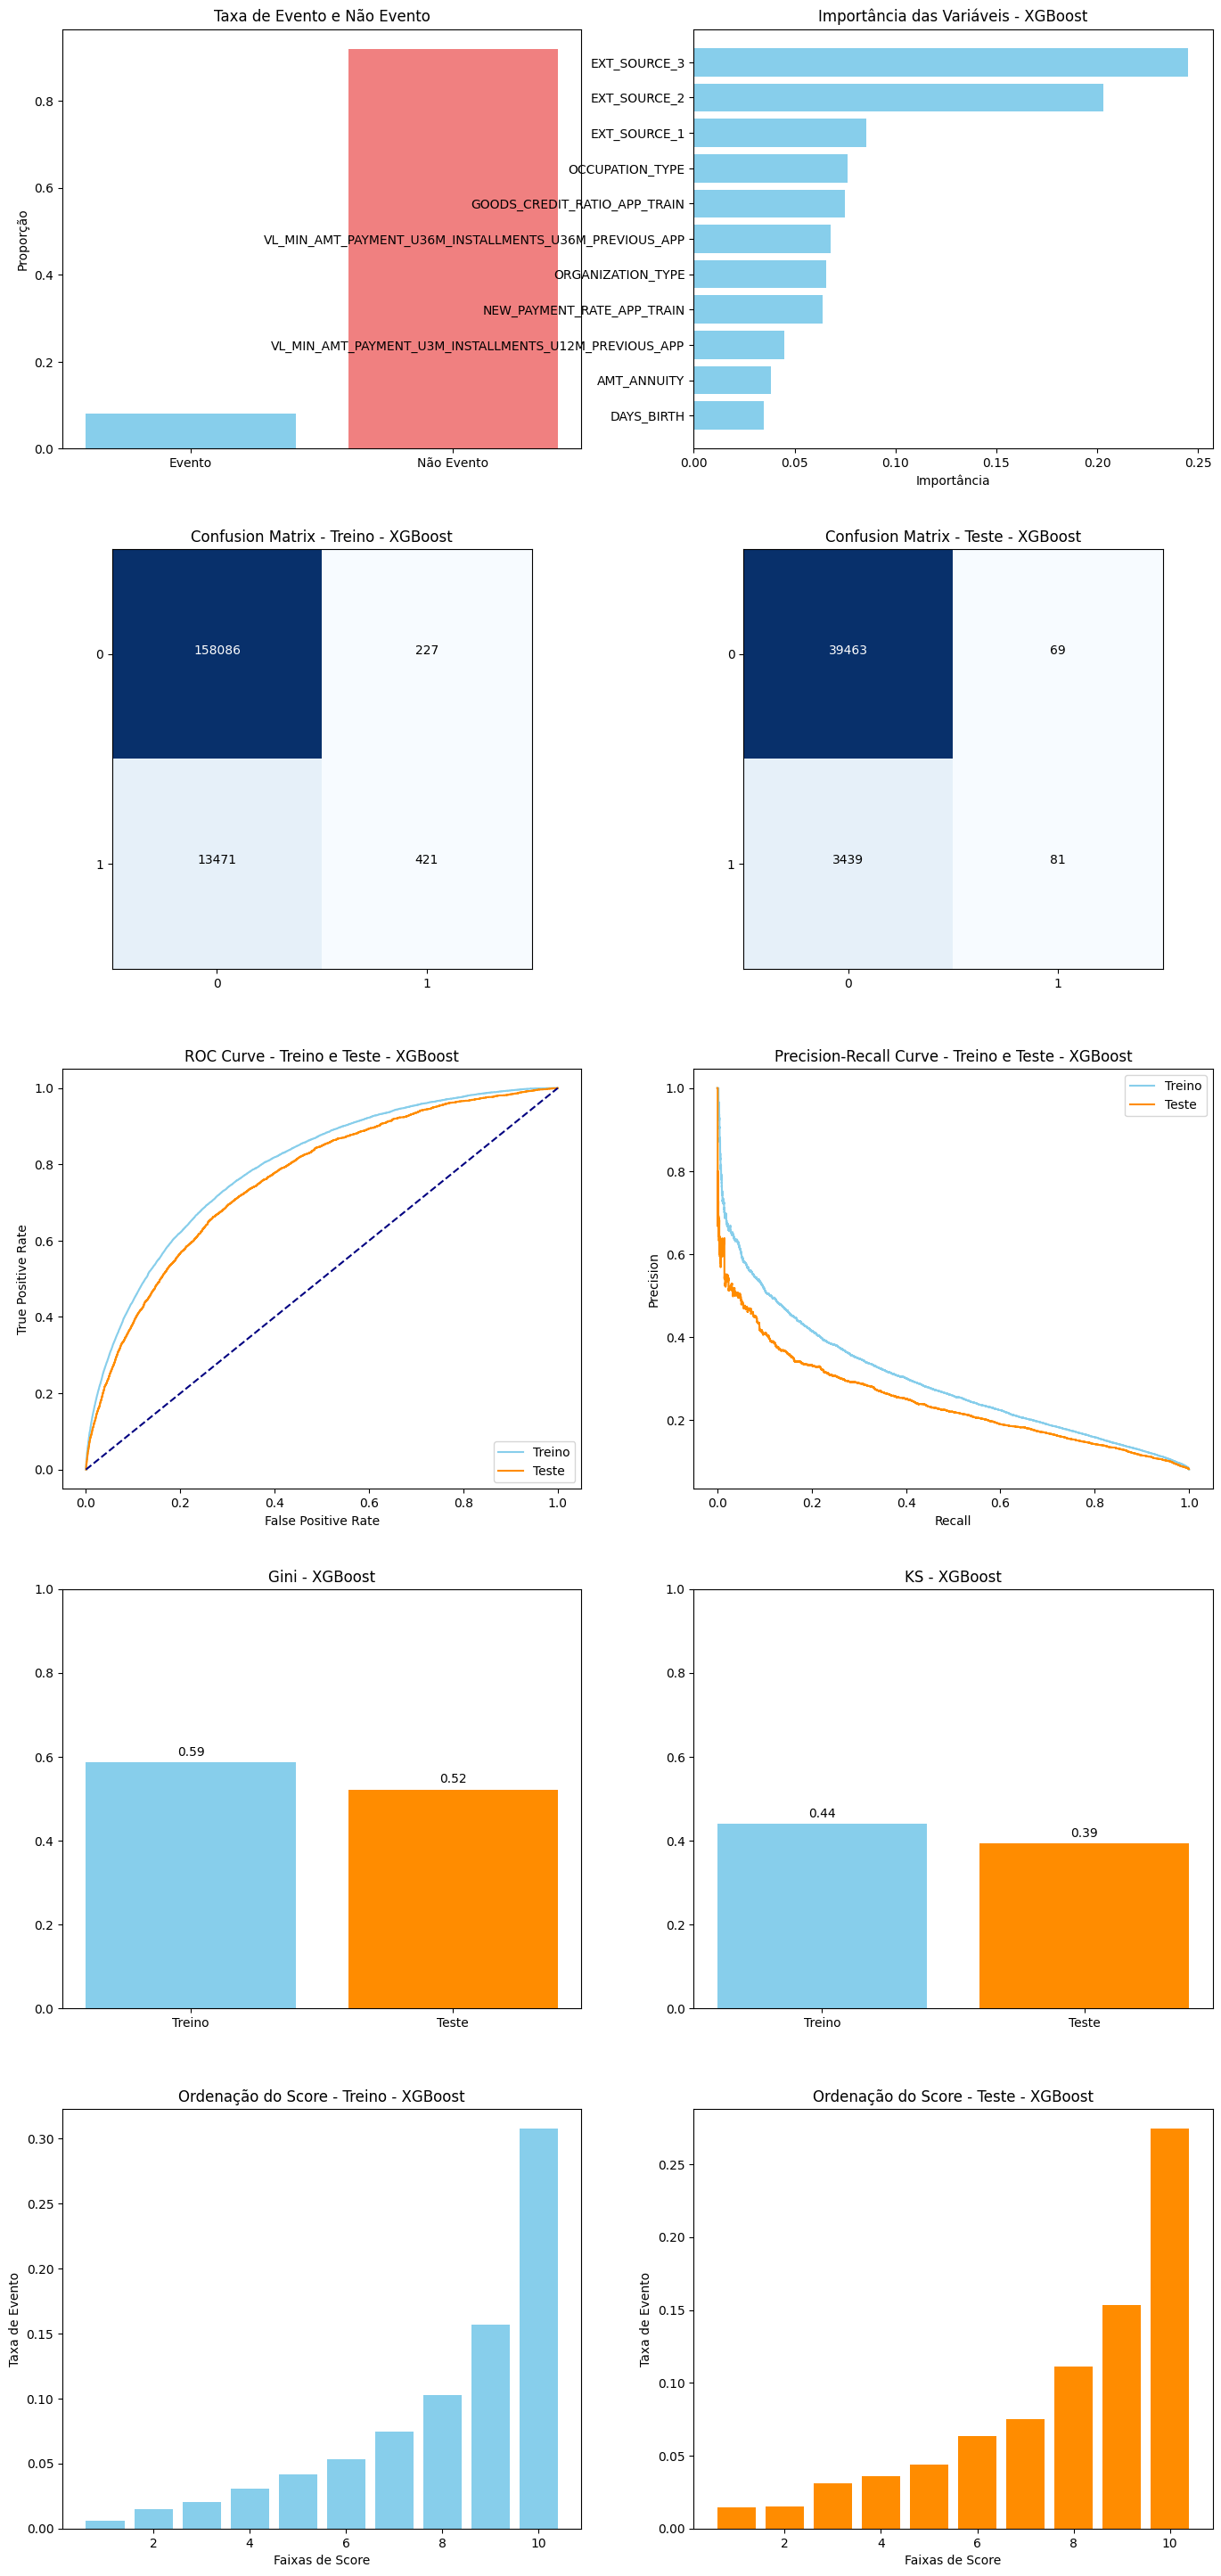 Taxa de Evento e Não Evento
Proporção
0.8
0.6
0.4
0.2
0.0
Evento
Não Evento
Importância das Variáveis - XGBoost
EXT_SOURCE_3
EXT_SOURCE_2
EXT_SOURCE_1
OCCUPATION_TYPE
GOODS_CREDIT_RATIO_APP_TRAIN
VL_MIN_AMT_PAYMENT_U36M_INSTALLMENTS_U36M_PREVIOUS_APP
ORGANIZATION_TYPE
NEW_PAYMENT_RATE_APP_TRAIN
VL_MIN_AMT_PAYMENT_U3M_INSTALLMENTS_U12M_PREVIOUS_APP
AMT_ANNUITY
DAYS_BIRTH
0.00 0.05 0.10 0.15 0.20 0.25
Importância
Confusion Matrix - Treino - XGBoost
0
158086 227
1
13471 421
0 1
Confusion Matrix - Teste - XGBoost
0
39463 69
1
3439 81
0 1
ROC Curve - Treino e Teste - XGBoost
True Positive Rate
1.0
0.8
0.6
0.4
0.2
0.0
Treino
Teste
0.0 0.2 0.4 0.6 0.8 1.0
False Positive Rate
Precision-Recall Curve - Treino e Teste - XGBoost
Precision
1.0
0.8
0.6
0.4
0.2
Treino
Teste
0.0 0.2 0.4 0.6 0.8 1.0
Recall
Gini - XGBoost
1.0
0.8
0.6
0.4
0.2
0.0
0.59
0.52
Treino Teste
KS - XGBoost
1.0
0.8
0.6
0.4
0.2
0.0
0.44
0.39
Treino Teste
Ordenação do Score - Treino - XGBoost
Taxa de Evento
0.30
0.25
0.20
0.15
0.10
0.05
0.00
2 4 6 8 10
Faixas de Score
Ordenação do Score - Teste - XGBoost
Taxa de Evento
0.25
0.20
0.15
0.10
0.05
0.00
2 4 6 8 10
Faixas de Score